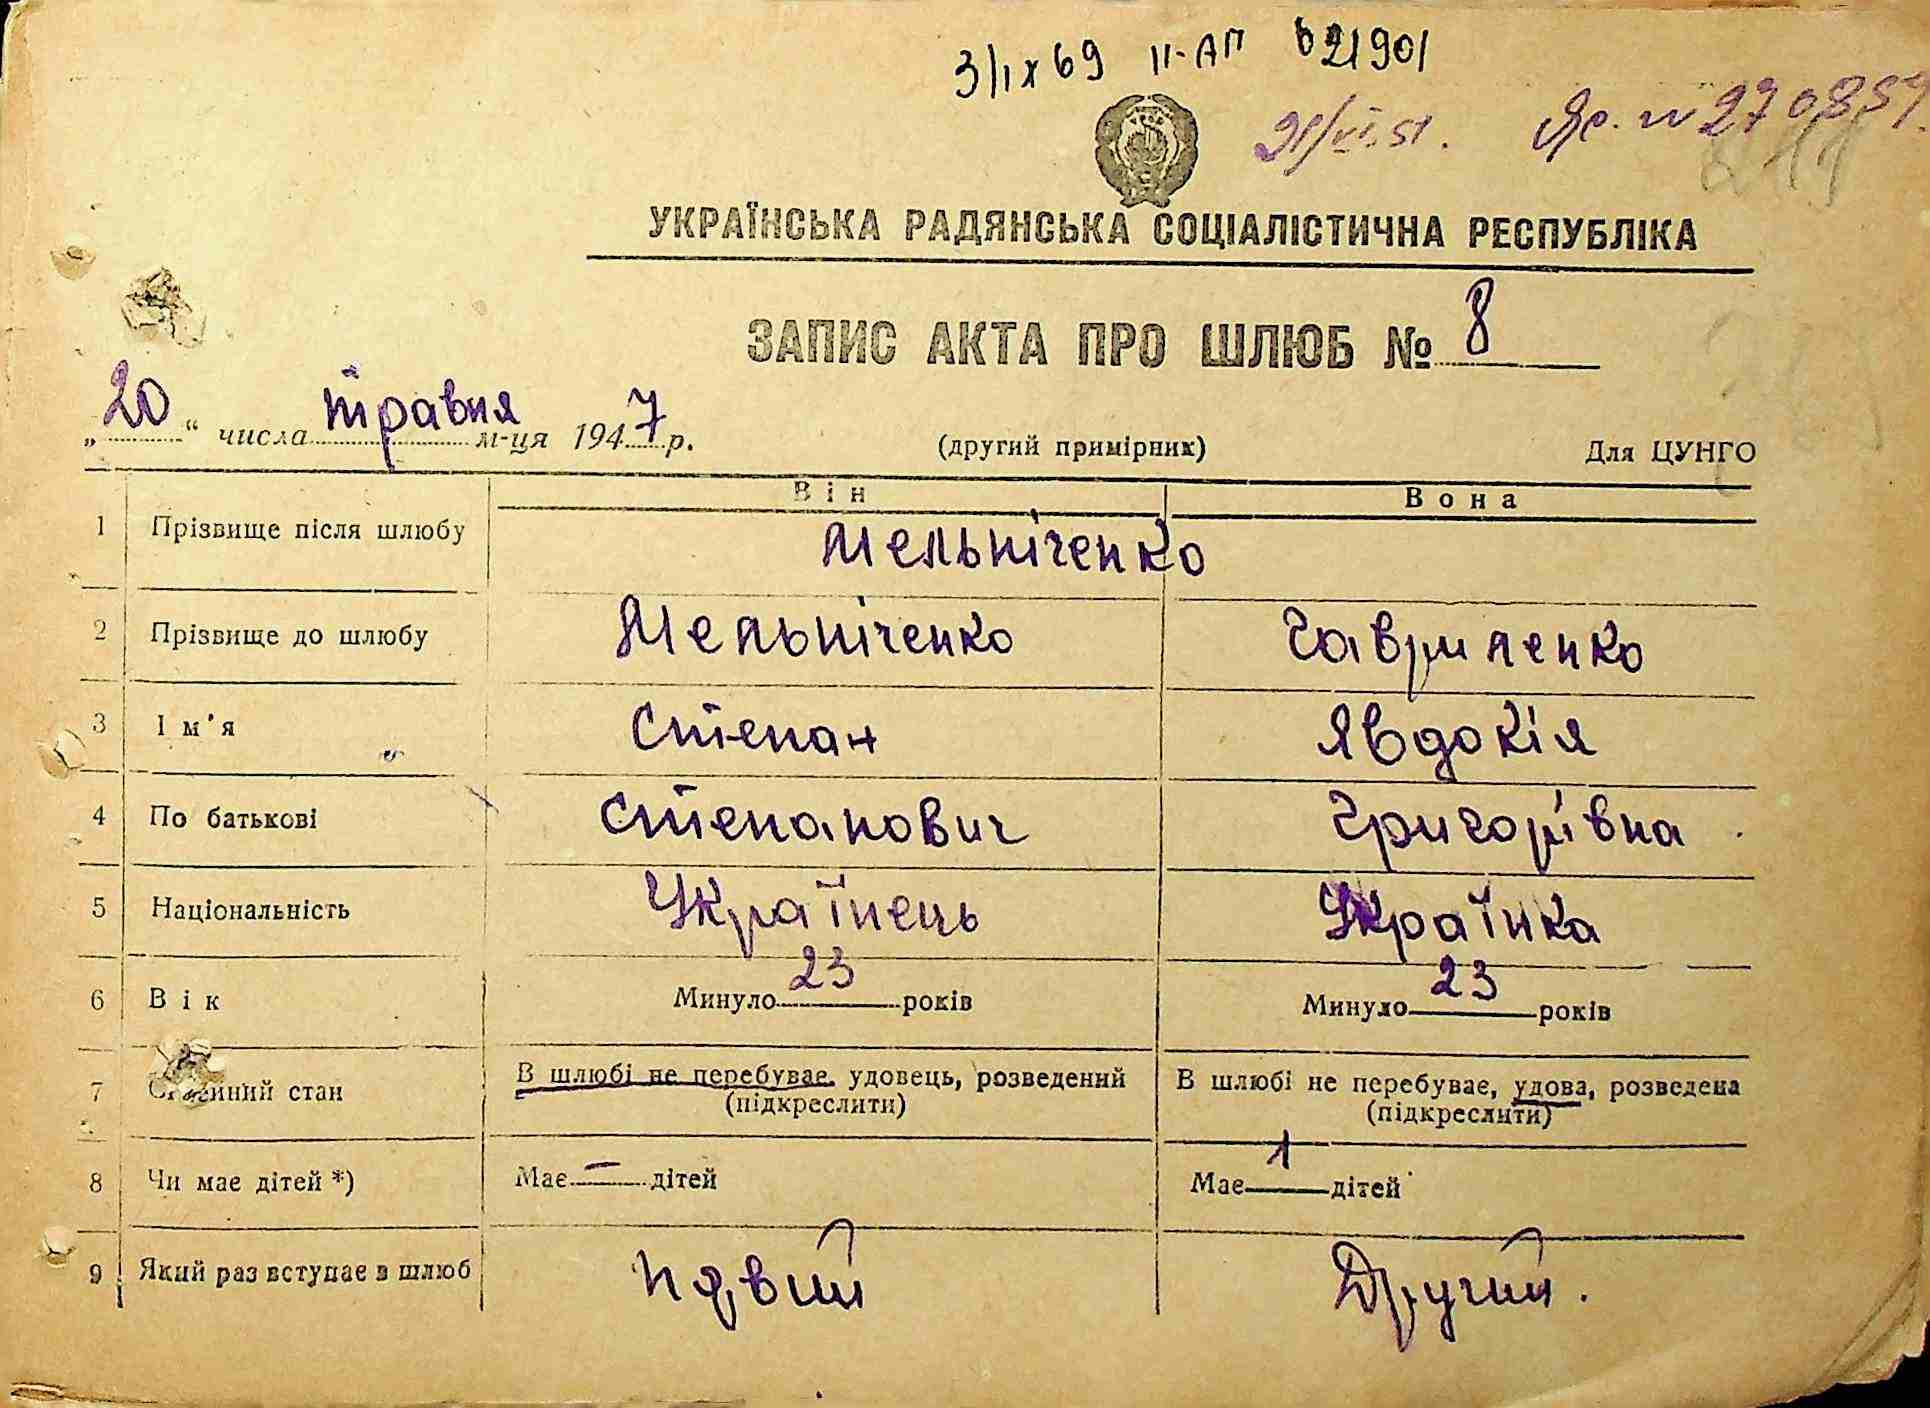 3/IX 69 II-АП 621901
21/VI.51.
УКРАЇНСЬКА РАДЯНСЬКА СОЦІАЛІСТИЧНА РЕСПУБЛІКА
ЗАПИС АКТА ПРО ШЛЮБ № 8
„20“ числа травня м-ця 1947 р. (другий примірник) Для ЦУНГО
Він Вона
1 Прізвище після шлюбу Мельніченко
2 Прізвище до шлюбу Мельніченко Гавриленко
3 Ім'я Степан Явдокія
4 По батькові Степанович Григорівна
5 Національність Українець Українка
6 Вік Минуло 23 років Минуло 23 років
7 Сімейний стан В шлюбі не перебуває, удовець, розведений В шлюбі не перебуває, удова, розведена
(підкреслити) (підкреслити)
8 Чи має дітей *) Має — дітей Має 1 дітей
9 Який раз вступає в шлюб Другий.